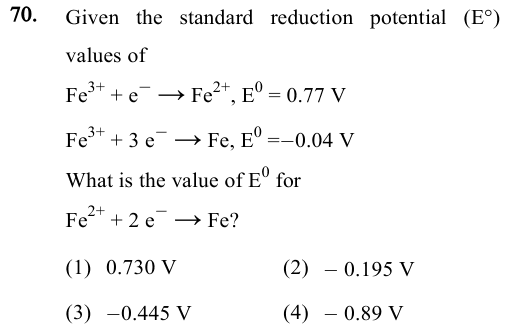 70. Given the standard reduction potential (E°)
values of
Fe³⁺ + e⁻ ⟶ Fe²⁺, E⁰ = 0.77 V
Fe³⁺ + 3 e⁻ ⟶ Fe, E⁰ =–0.04 V
What is the value of E⁰ for
Fe²⁺ + 2 e⁻ ⟶ Fe?
(1) 0.730 V (2) – 0.195 V
(3) –0.445 V (4) – 0.89 V